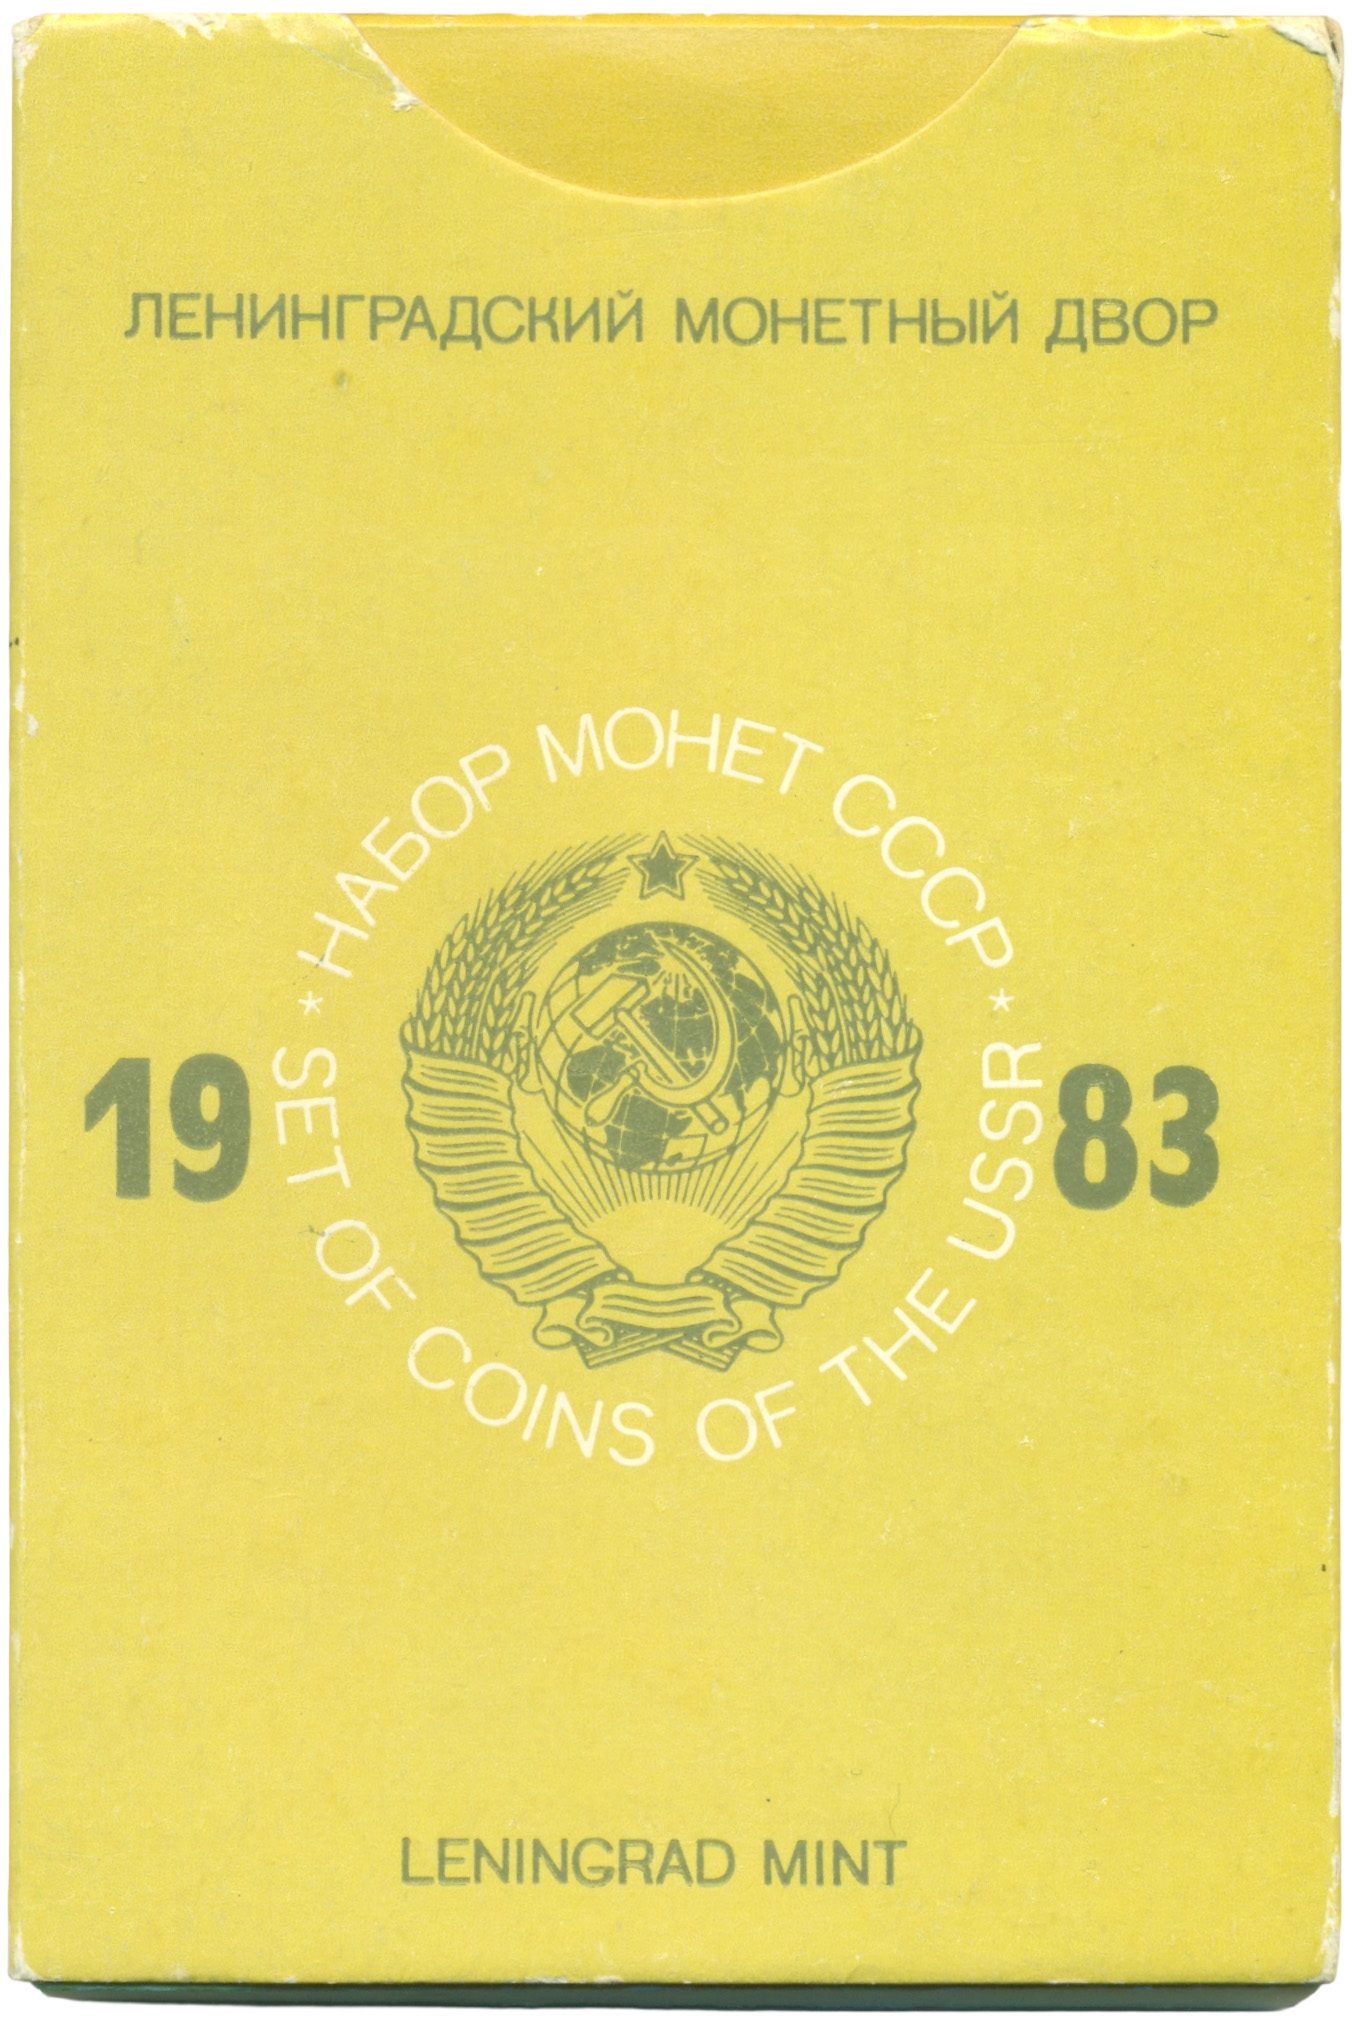 ЛЕНИНГРАДСКИЙ МОНЕТНЫЙ ДВОР
* НАБОР МОНЕТ СССР *
19 83
SET OF COINS OF THE USSR
LENINGRAD MINT